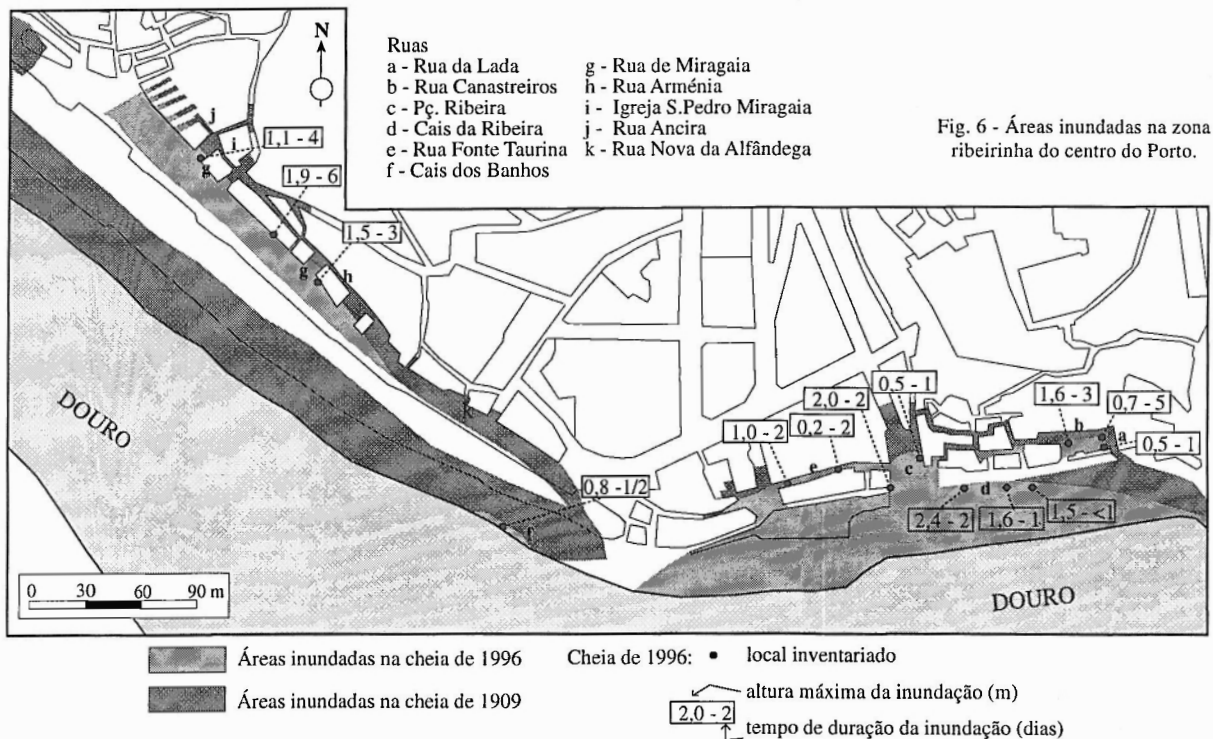 N
Ruas
a - Rua da Lada
b - Rua Canastreiros
c - Pç. Ribeira
d - Cais da Ribeira
e - Rua Fonte Taurina
f - Cais dos Banhos
g - Rua de Miragaia
h - Rua Arménia
i - Igreja S.Pedro Miragaia
j - Rua Ancira
k - Rua Nova da Alfândega
Fig. 6 - Áreas inundadas na zona
ribeirinha do centro do Porto.
j
i
1,1 - 4
g
1,9 - 6
1,5 - 3
g
h
k
DOURO
0,8 -1/2
f
1,0 - 2
0,2 - 2
2,0 - 2
0,5 - 1
1,6 - 3
0,7 - 5
b
a
0,5 - 1
e
c
d
2,4 - 2
1,6 - 1
1,5 - <1
DOURO
0 30 60 90 m
Áreas inundadas na cheia de 1996
Áreas inundadas na cheia de 1909
Cheia de 1996:
local inventariado
altura máxima da inundação (m)
2,0 - 2
tempo de duração da inundação (dias)